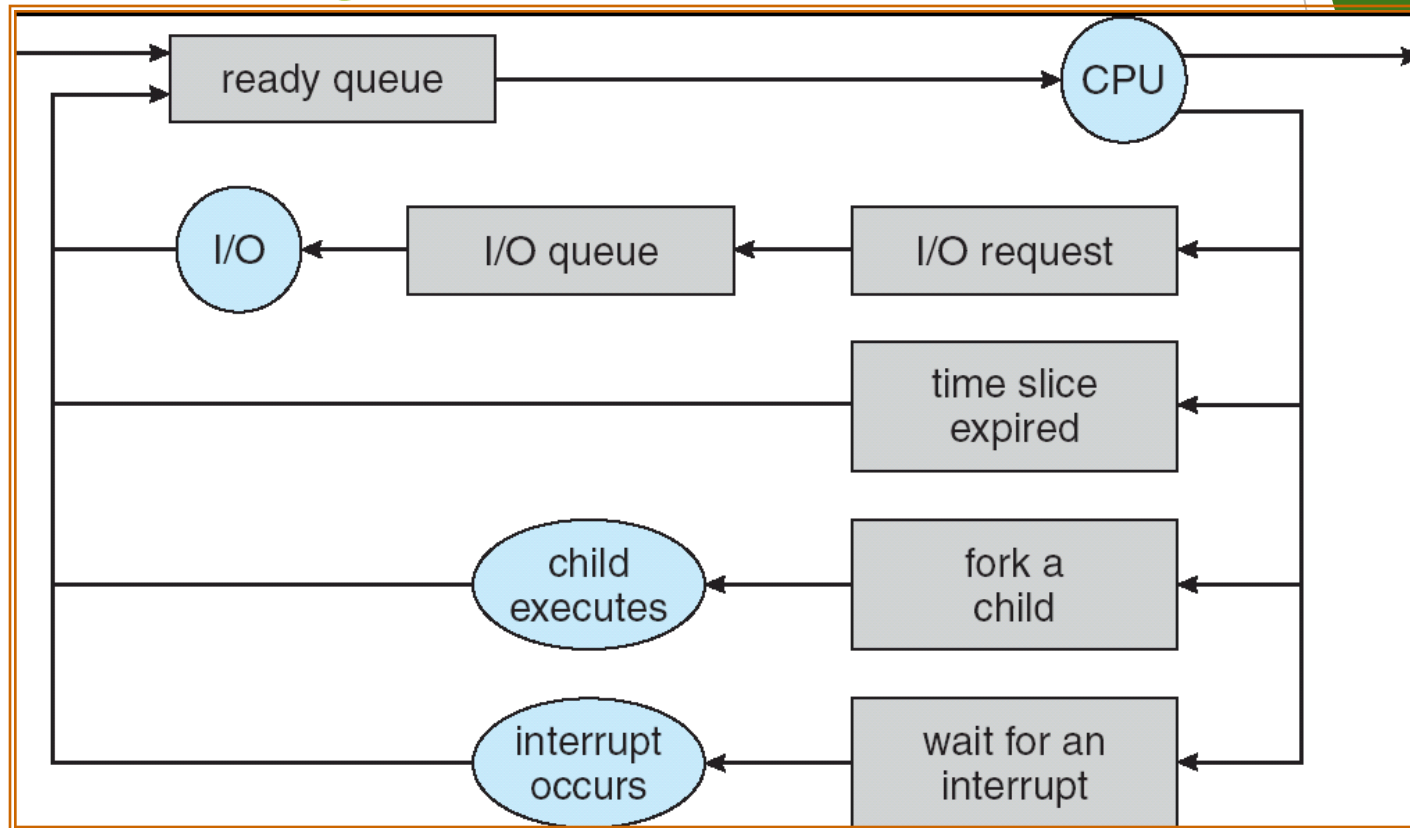 ready queue
CPU
I/O
I/O queue
I/O request
time slice
expired
child
executes
fork a
child
interrupt
occurs
wait for an
interrupt